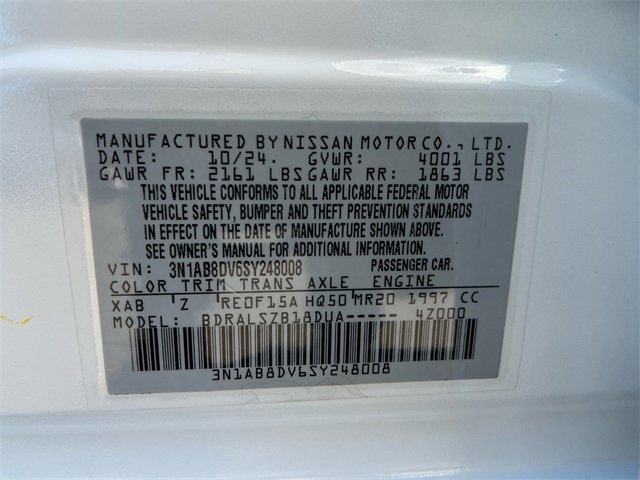 MANUFACTURED BY NISSAN MOTOR CO., LTD.
DATE: 10/24. GVWR: 4001 LBS
GAWR FR: 2161 LBS GAWR RR: 1863 LBS
THIS VEHICLE CONFORMS TO ALL APPLICABLE FEDERAL MOTOR
VEHICLE SAFETY, BUMPER AND THEFT PREVENTION STANDARDS
IN EFFECT ON THE DATE OF MANUFACTURE SHOWN ABOVE.
SEE OWNER'S MANUAL FOR ADDITIONAL INFORMATION.
VIN: 3N1AB8DV6SY248008 PASSENGER CAR.
COLOR TRIM TRANS AXLE ENGINE
XAB Z RE0F15A HQ50 MR20 1997 CC
MODEL: BDRALSZB18DUA----- 4Z000
3N1AB8DV6SY248008